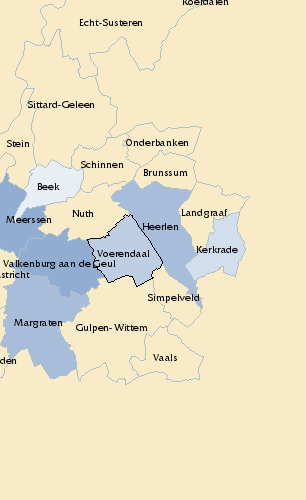 Roerdalen
Echt-Susteren
Sittard-Geleen
Stein
Onderbanken
Schinnen
Brunssum
Beek
Nuth
Landgraaf
Meerssen
Heerlen
Voerendaal
Kerkrade
Valkenburg aan de Geul
stricht
Simpelveld
Margraten
Gulpen- Wittem
Vaals
den